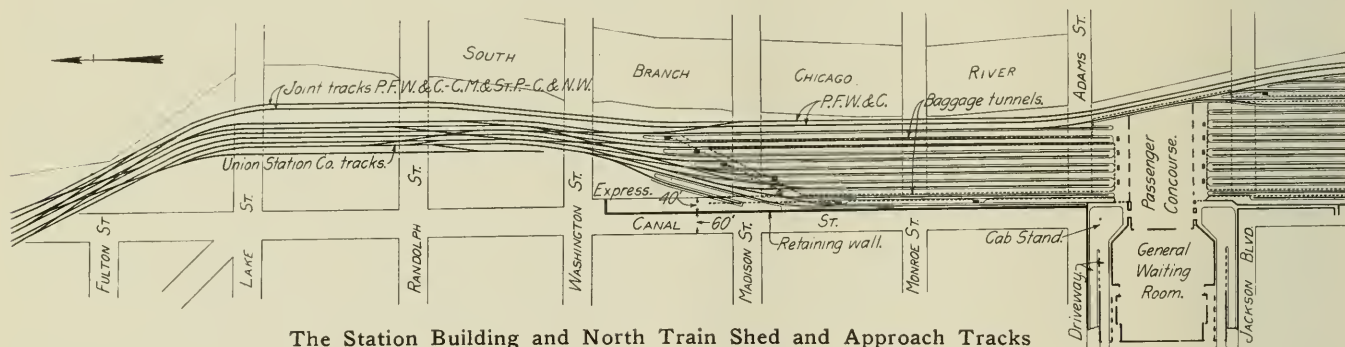 SOUTH
BRANCH
CHICAGO
RIVER
ADAMS ST.
Joint tracks P.F.W.&C.-C.M.&St.P.-C.&N.W.
P.F.W.&C.
Baggage tunnels.
Union Station Co. tracks.
Express.
40'
60'
CANAL
ST.
Retaining wall.
FULTON ST.
LAKE ST.
RANDOLPH ST.
WASHINGTON ST.
MADISON ST.
MONROE ST.
Passenger
Concourse.
Cab Stand.
General
Waiting
Room.
Driveway
JACKSON BLVD.
The Station Building and North Train Shed and Approach Tracks